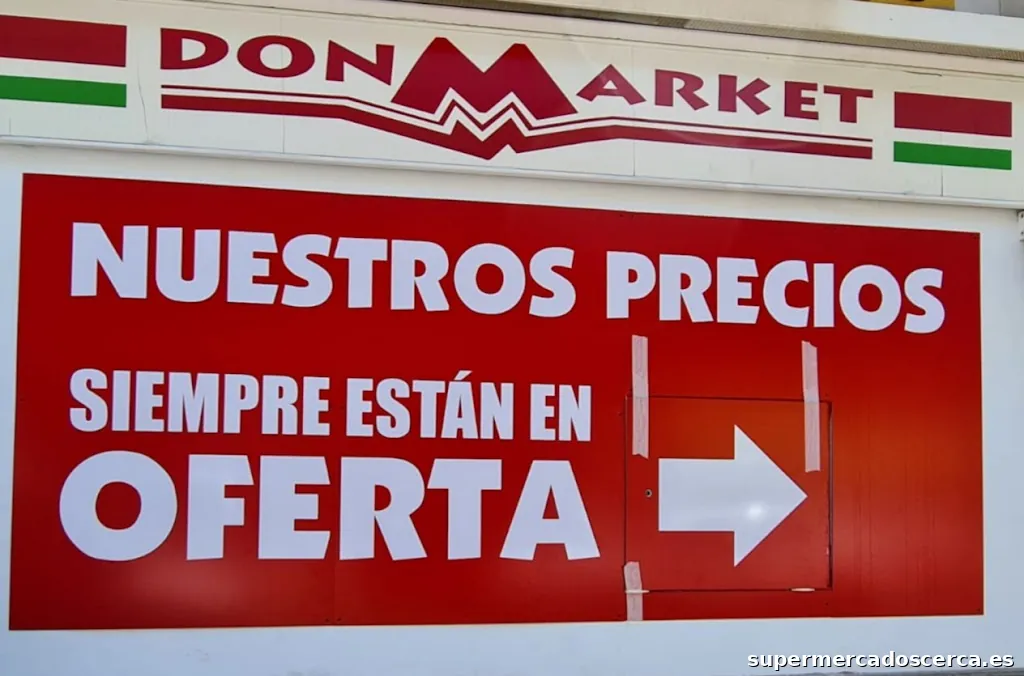 DONMARKET
NUESTROS PRECIOS
SIEMPRE ESTÁN EN
OFERTA
supermercadoscerca.es